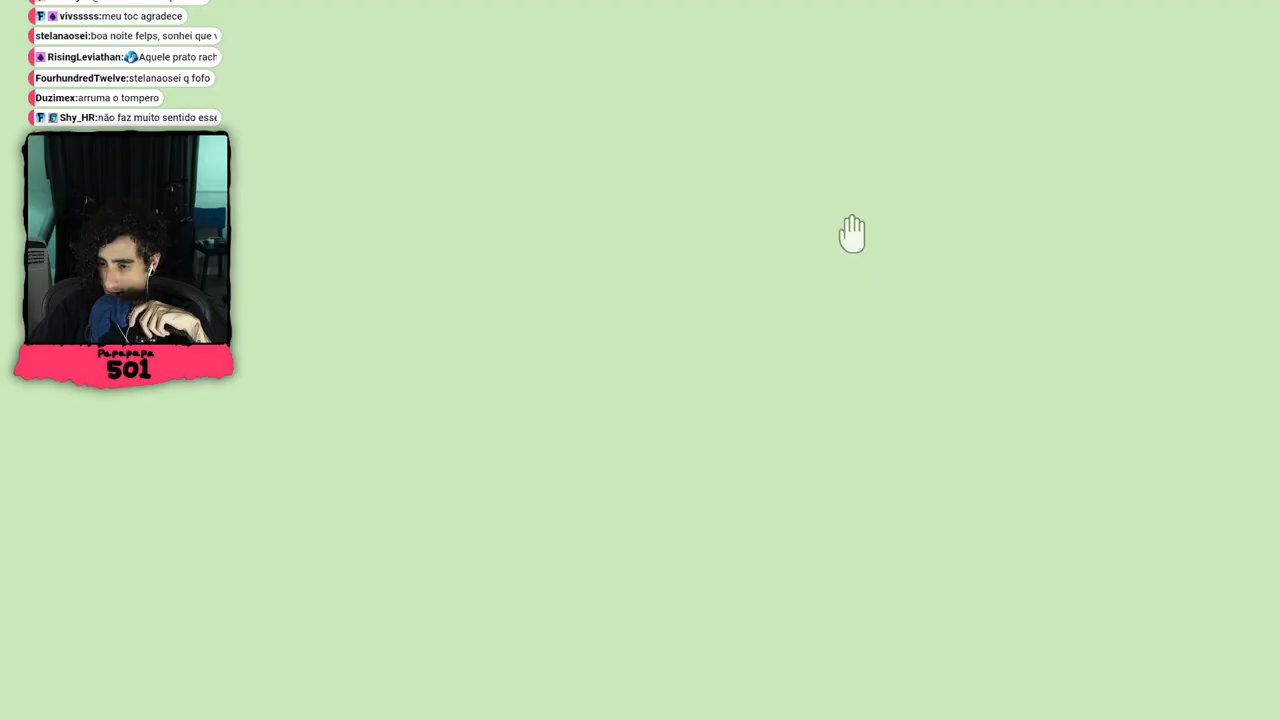 vivsssss:meu toc agradece
stelanaosei:boa noite felps, sonhei que
RisingLeviathan:Aquele prato rach
FourhundredTwelve:stelanaosei q fofo
Duzimex:arruma o tompero
Shy_HR:não faz muito sentido esse
Papapapa
501